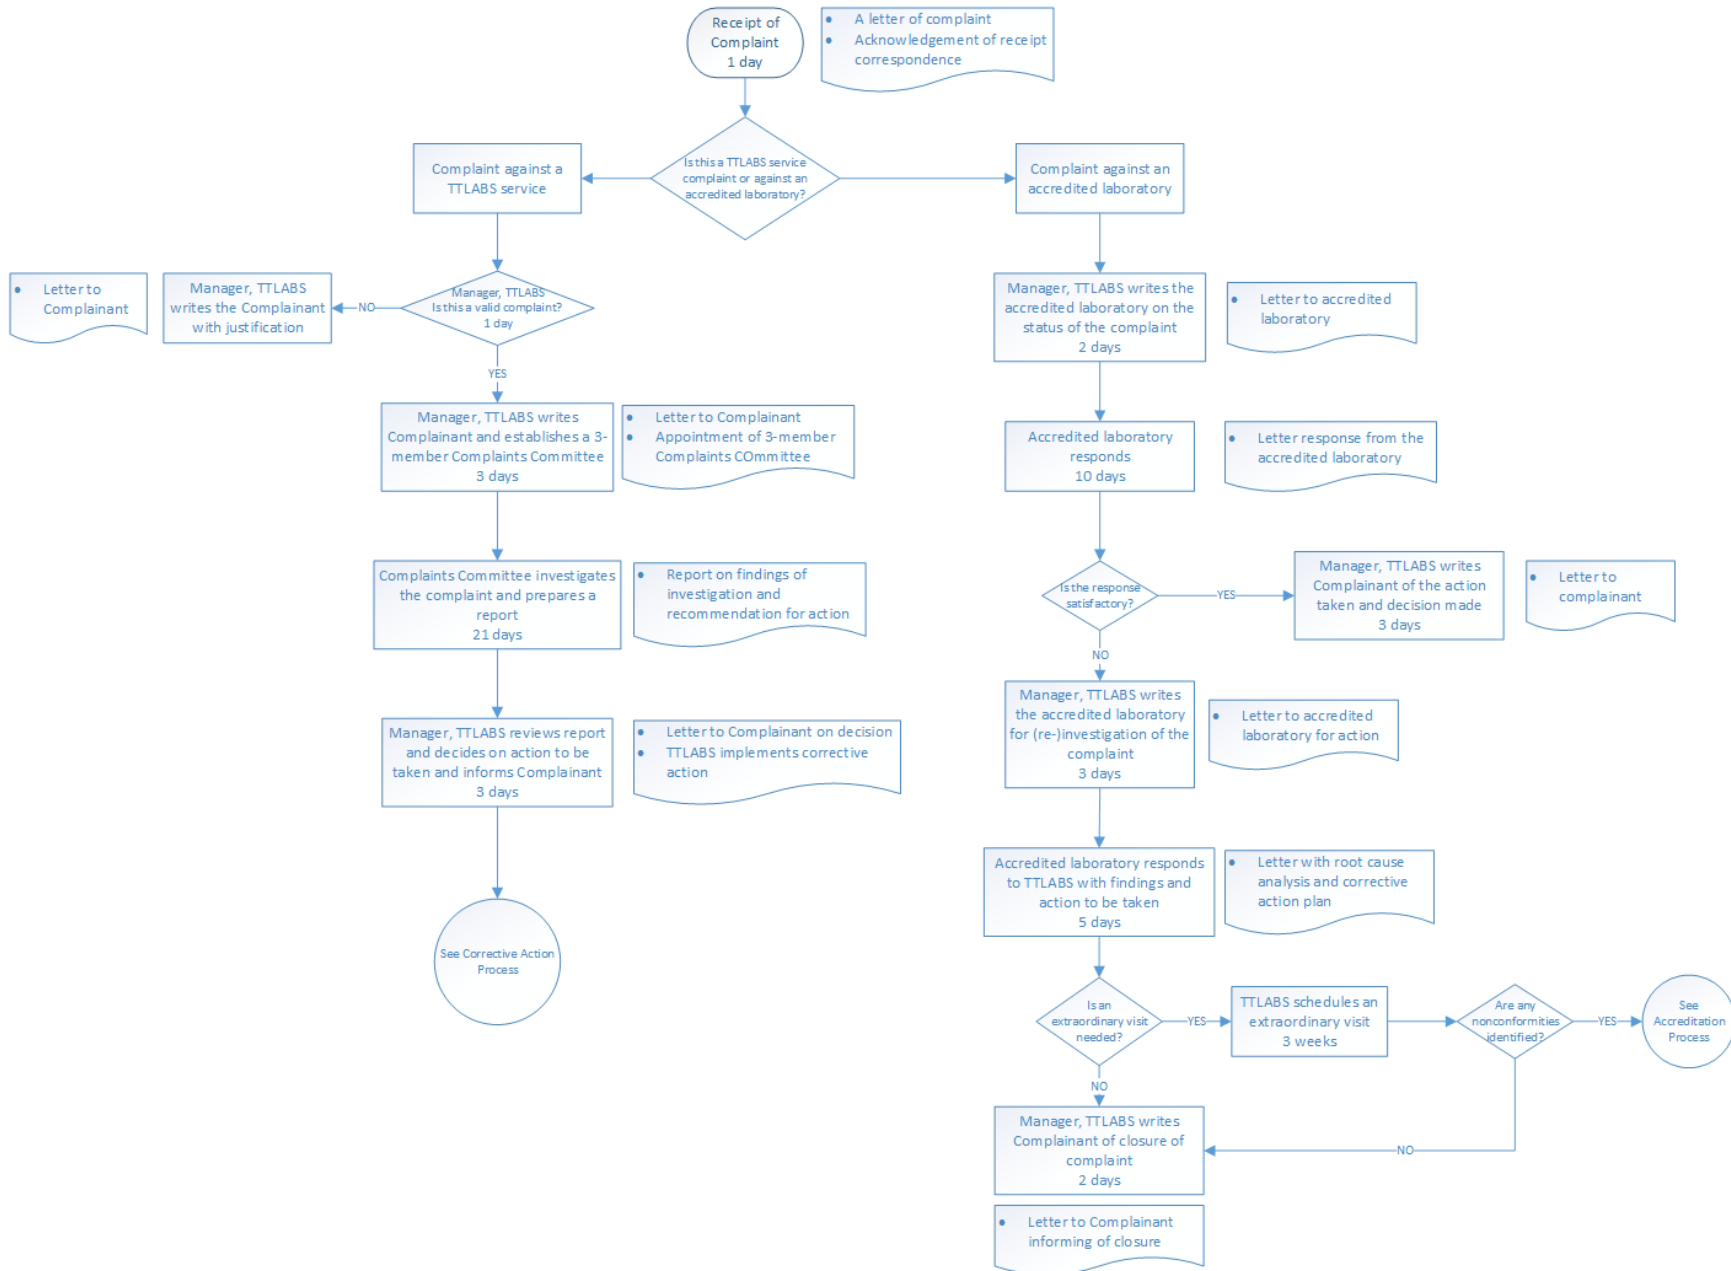 Receipt of
Complaint
1 day
• A letter of complaint
• Acknowledgement of receipt
correspondence
Is this a TTLABS service
complaint or against an
accredited laboratory?
Complaint against a
TTLABS service
Complaint against an
accredited laboratory
• Letter to
Complainant
Manager, TTLABS
writes the Complainant
with justification
NO
Manager, TTLABS
Is this a valid complaint?
1 day
YES
Manager, TTLABS writes
Complainant and establishes a 3-
member Complaints Committee
3 days
• Letter to Complainant
• Appointment of 3-member
Complaints COmmittee
Complaints Committee investigates
the complaint and prepares a
report
21 days
• Report on findings of
investigation and
recommendation for action
Manager, TTLABS reviews report
and decides on action to be
taken and informs Complainant
3 days
• Letter to Complainant on decision
• TTLABS implements corrective
action
See Corrective Action
Process
Manager, TTLABS writes the
accredited laboratory on the
status of the complaint
2 days
• Letter to accredited
laboratory
Accredited laboratory
responds
10 days
• Letter response from the
accredited laboratory
Is the response
satisfactory?
YES
Manager, TTLABS writes
Complainant of the action
taken and decision made
3 days
• Letter to
complainant
NO
Manager, TTLABS writes
the accredited laboratory
for (re-)investigation of the
complaint
3 days
• Letter to accredited
laboratory for action
Accredited laboratory responds
to TTLABS with findings and
action to be taken
5 days
• Letter with root cause
analysis and corrective
action plan
Is an
extraordinary visit
needed?
YES
TTLABS schedules an
extraordinary visit
3 weeks
Are any
nonconformities
identified?
YES
See
Accreditation
Process
NO
NO
Manager, TTLABS writes
Complainant of closure of
complaint
2 days
• Letter to Complainant
informing of closure